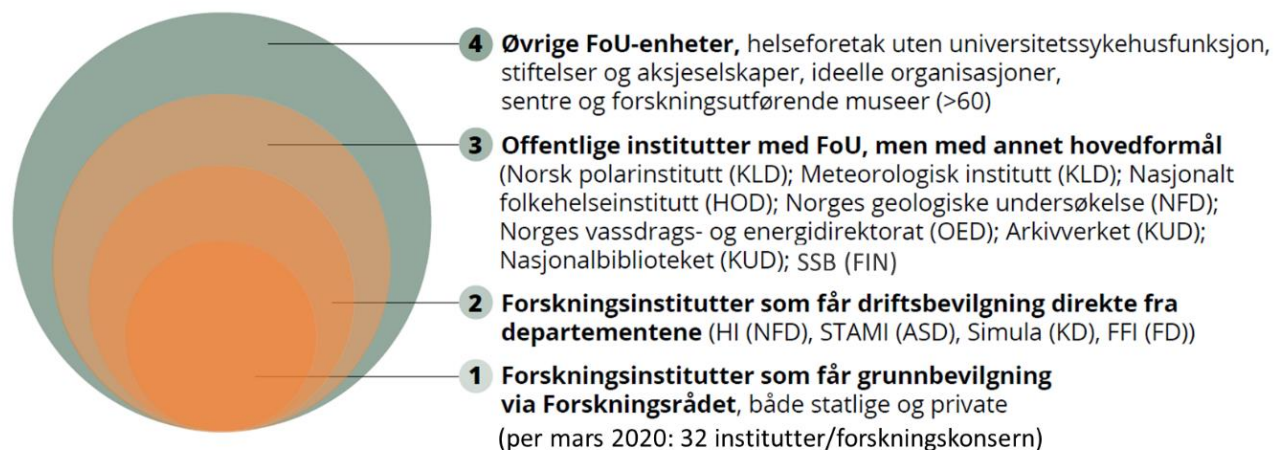 4 Øvrige FoU-enheter, helseforetak uten universitetssykehusfunksjon,
stiftelser og aksjeselskaper, ideelle organisasjoner,
sentre og forskningsutførende museer (>60)
3 Offentlige institutter med FoU, men med annet hovedformål
(Norsk polarinstitutt (KLD); Meteorologisk institutt (KLD); Nasjonalt
folkehelseinstitutt (HOD); Norges geologiske undersøkelse (NFD);
Norges vassdrags- og energidirektorat (OED); Arkivverket (KUD);
Nasjonalbiblioteket (KUD); SSB (FIN)
2 Forskningsinstitutter som får driftsbevilgning direkte fra
departementene (HI (NFD), STAMI (ASD), Simula (KD), FFI (FD))
1 Forskningsinstitutter som får grunnbevilgning
via Forskningsrådet, både statlige og private
(per mars 2020: 32 institutter/forskningskonsern)